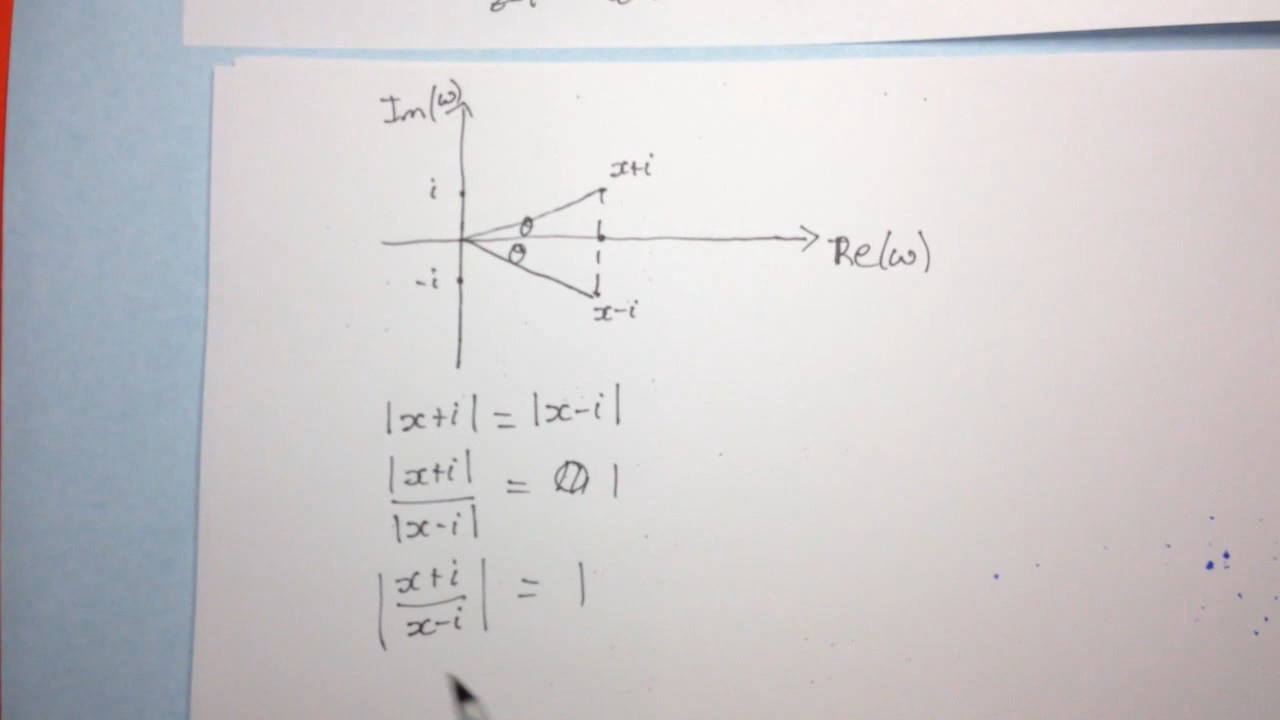 Im(ω)
x+i
i
θ
Re(ω)
θ
-i
x-i
|x+i| = |x-i|
|x+i| / |x-i| = 1
|x+i / x-i| = 1